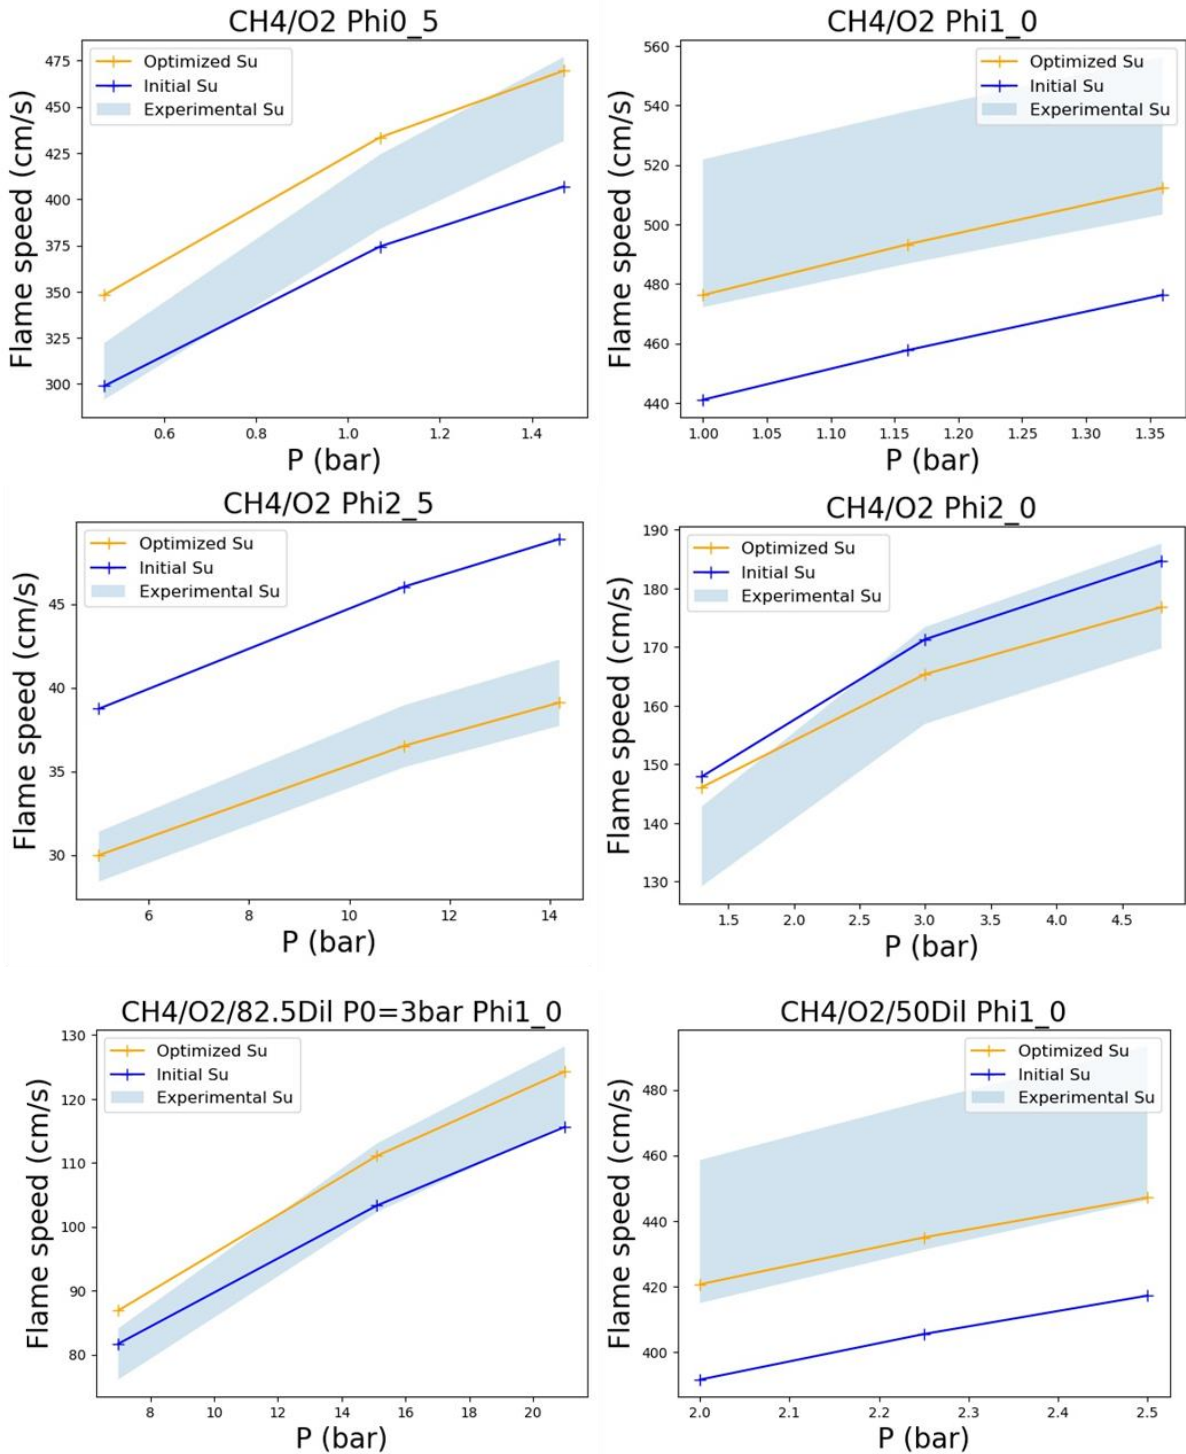 CH4/O2 Phi0_5
Optimized Su
Initial Su
Experimental Su
475
450
425
400
375
350
325
300
Flame speed (cm/s)
0.6 0.8 1.0 1.2 1.4
P (bar)
CH4/O2 Phi1_0
Optimized Su
Initial Su
Experimental Su
560
540
520
500
480
460
440
Flame speed (cm/s)
1.00 1.05 1.10 1.15 1.20 1.25 1.30 1.35
P (bar)
CH4/O2 Phi2_5
Optimized Su
Initial Su
Experimental Su
45
40
35
30
Flame speed (cm/s)
6 8 10 12 14
P (bar)
CH4/O2 Phi2_0
Optimized Su
Initial Su
Experimental Su
190
180
170
160
150
140
130
Flame speed (cm/s)
1.5 2.0 2.5 3.0 3.5 4.0 4.5
P (bar)
CH4/O2/82.5Dil P0=3bar Phi1_0
Optimized Su
Initial Su
Experimental Su
130
120
110
100
90
80
Flame speed (cm/s)
8 10 12 14 16 18 20
P (bar)
CH4/O2/50Dil Phi1_0
Optimized Su
Initial Su
Experimental Su
480
460
440
420
400
Flame speed (cm/s)
2.0 2.1 2.2 2.3 2.4 2.5
P (bar)